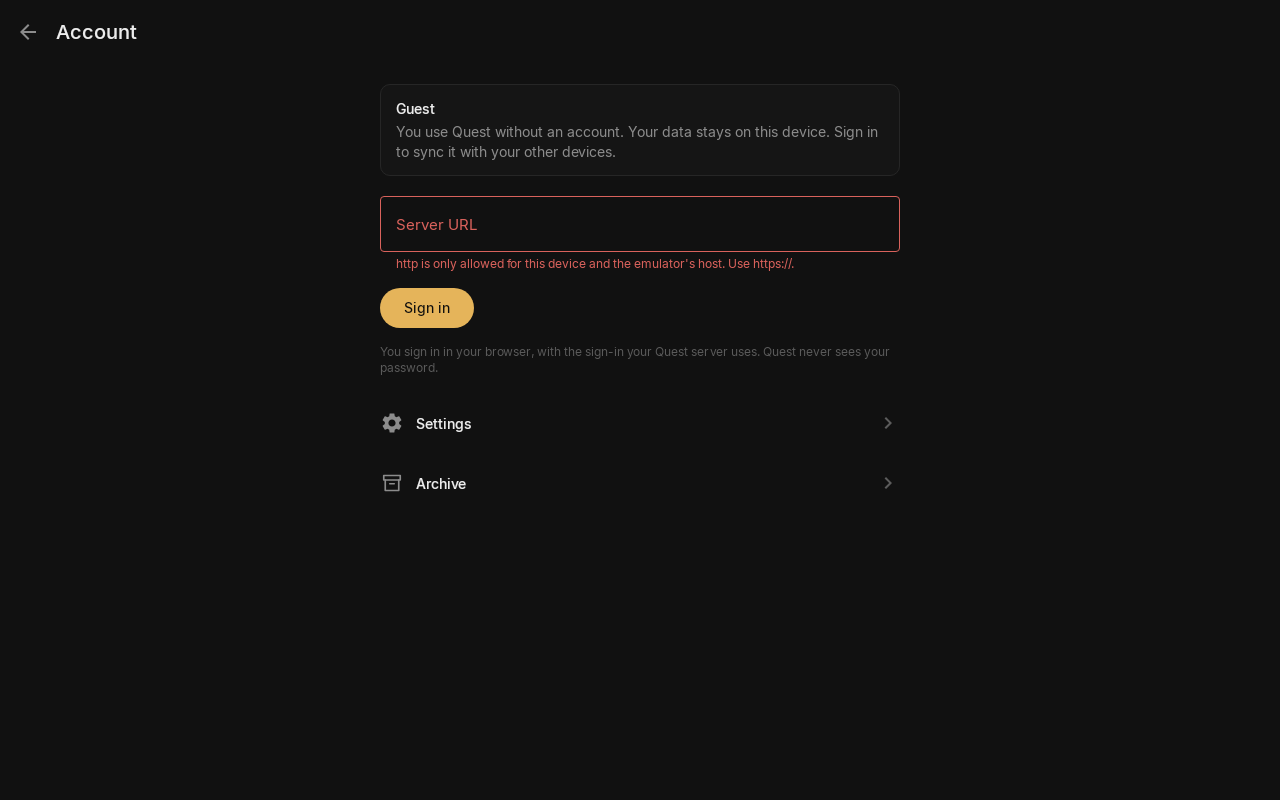 Account
Guest
You use Quest without an account. Your data stays on this device. Sign in
to sync it with your other devices.
Server URL
http is only allowed for this device and the emulator's host. Use https://.
Sign in
You sign in in your browser, with the sign-in your Quest server uses. Quest never sees your
password.
Settings
Archive